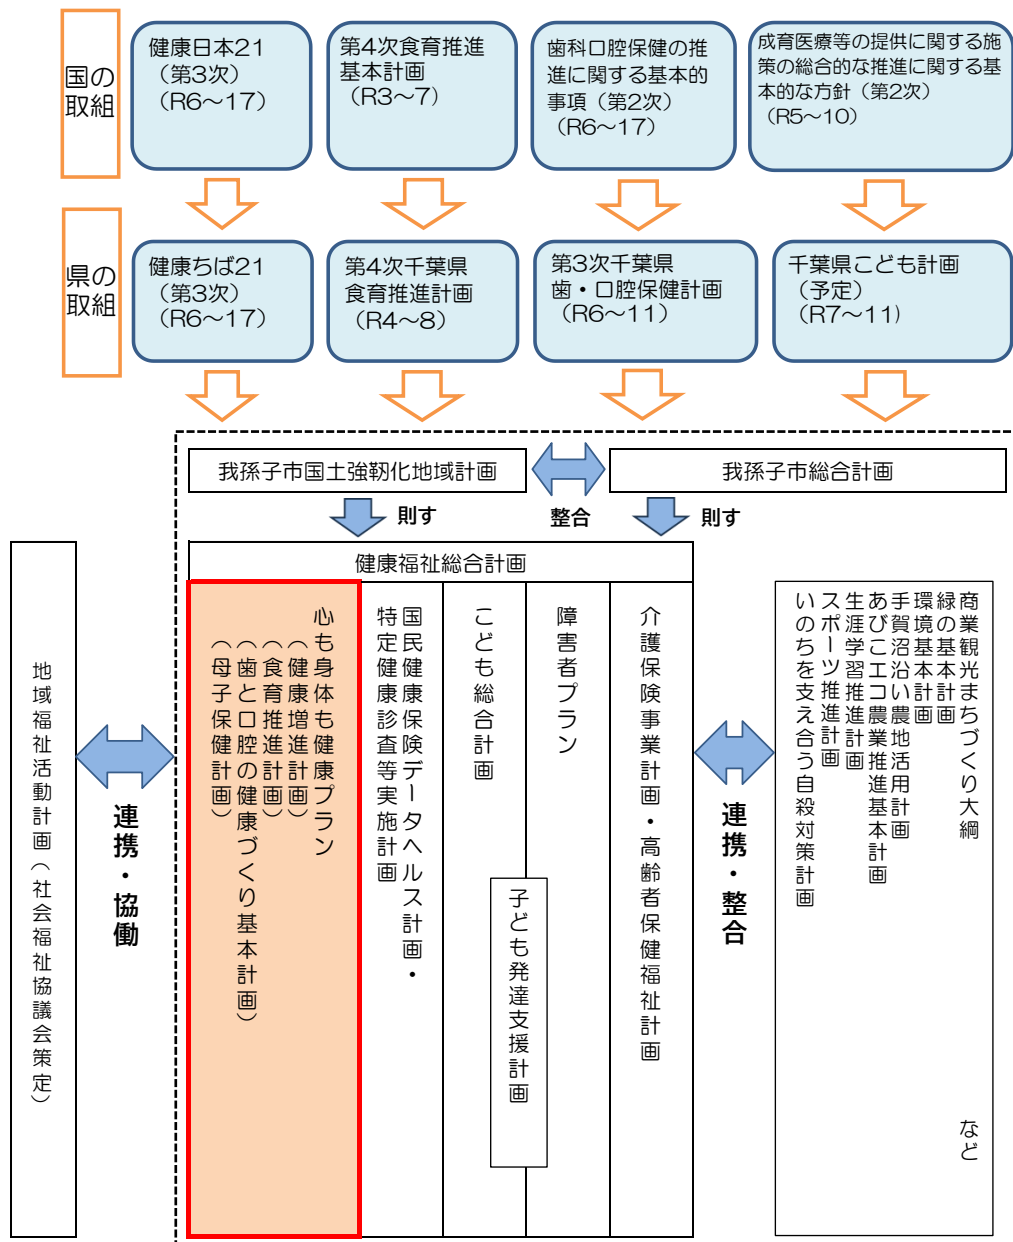 国の
取組
健康日本21
（第3次）
（R6～17）
第4次食育推進
基本計画
（R3～7）
歯科口腔保健の推
進に関する基本的
事項（第2次）
（R6～17）
成育医療等の提供に関する施
策の総合的な推進に関する基
本的な方針（第2次）
（R5～10）
県の
取組
健康ちば21
（第3次）
（R6～17）
第4次千葉県
食育推進計画
（R4～8）
第3次千葉県
歯・口腔保健計画
（R6～11）
千葉県こども計画
（予定）
（R7～11）
我孫子市国土強靭化地域計画
我孫子市総合計画
則す
整合
則す
地域福祉活動計画（社会福祉協議会策定）
連携・協働
健康福祉総合計画
心も身体も健康プラン
（健康増進計画）
（食育推進計画）
（歯と口腔の健康づくり基本計画）
（母子保健計画）
国民健康保険データヘルス計画・
特定健康診査等実施計画
こども総合計画
障害者プラン
子ども発達支援計画
介護保険事業計画・高齢者保健福祉計画
連携・整合
商業観光まちづくり大綱
緑の基本計画
環境基本計画
手賀沼沿い農地活用計画
あびこエコ農業推進基本計画
生涯学習推進計画
スポーツ推進計画
いのちを支え合う自殺対策計画
など